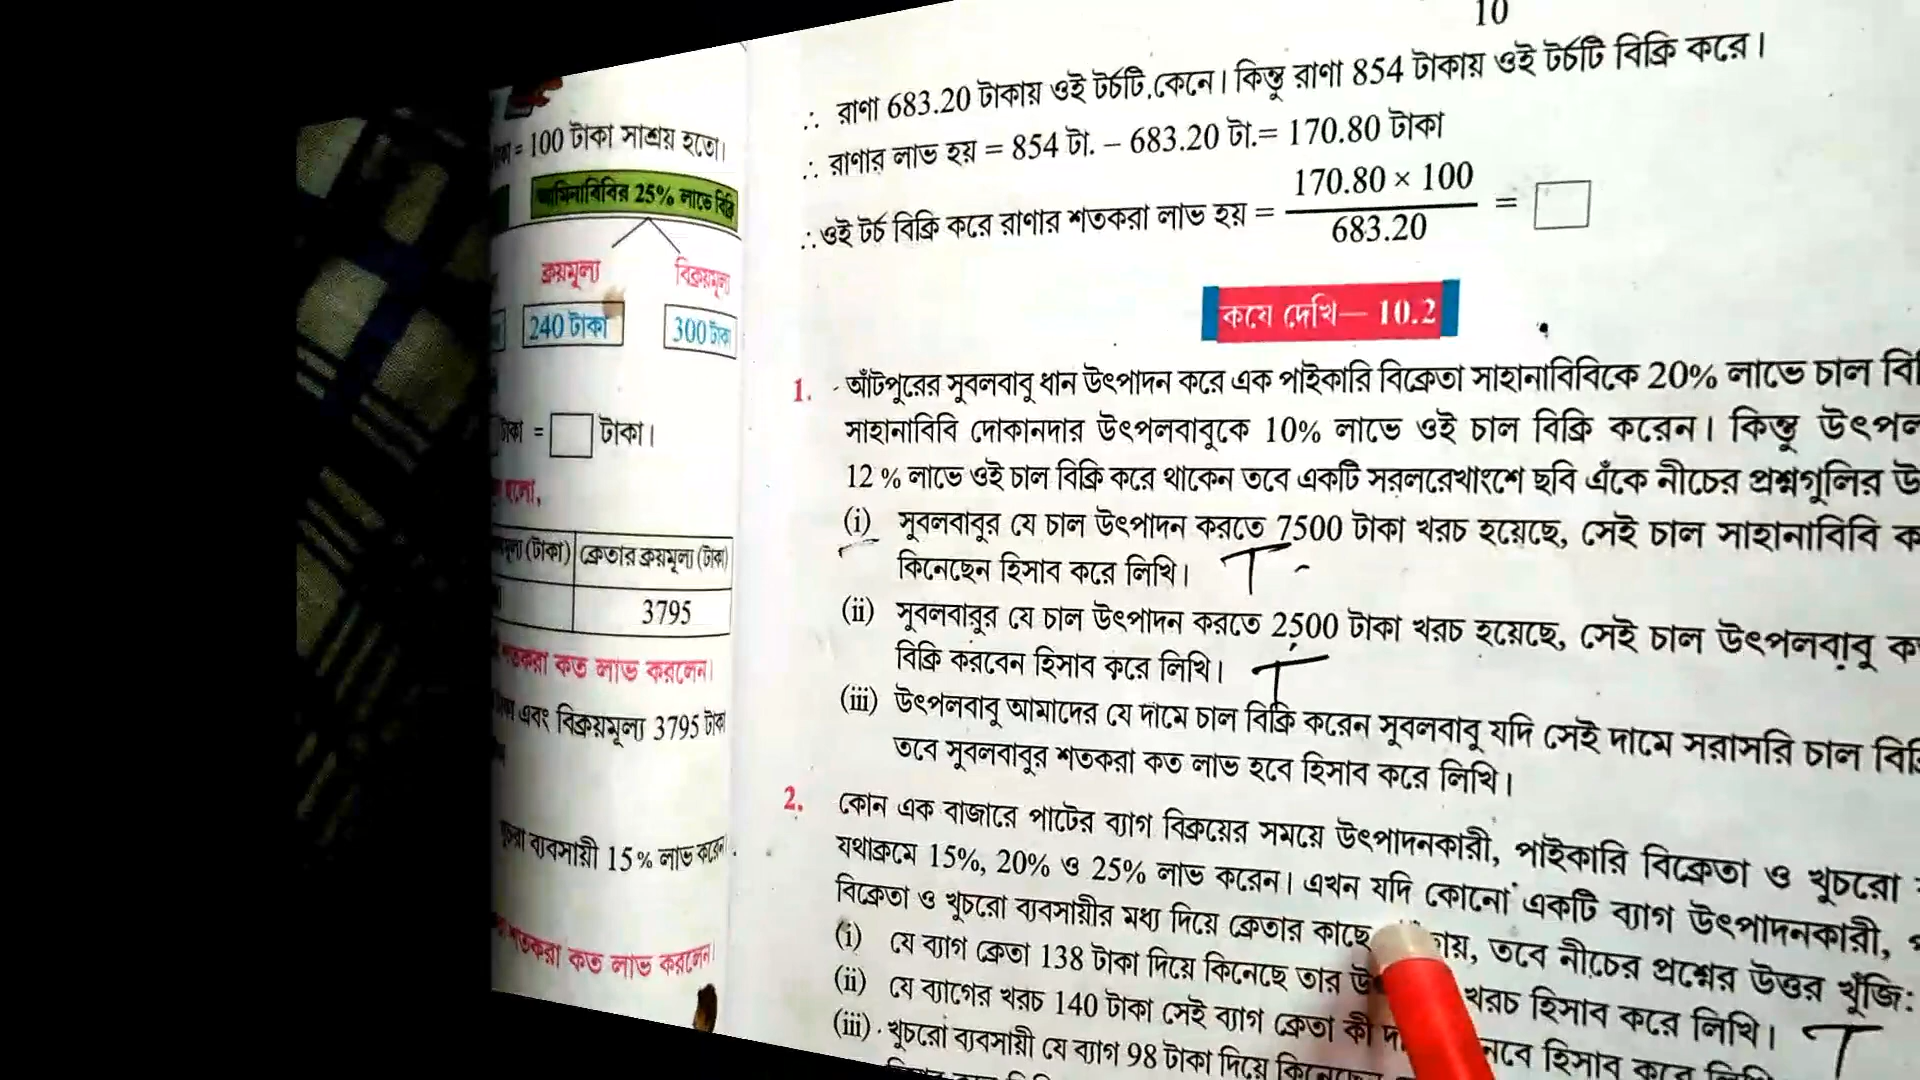 = 100 টাকা সাশ্রয় হতো।
আমিনাবিবির 25% লাভে বিক্রি
ক্রয়মূল্য
বিক্রয়মূল্য
240 টাকা
300 টাকা
= টাকা।
হলো,
(টাকা) ক্রেতার ক্রয়মূল্য (টাকা)
3795
শতকরা কত লাভ করলেন।
এবং বিক্রয়মূল্য 3795 টাকা
ব্যবসায়ী 15% লাভ করেন
শতকরা কত লাভ করলেন।
10
∴ রাণা 683.20 টাকায় ওই টর্চটি কেনে। কিন্তু রাণা 854 টাকায় ওই টর্চটি বিক্রি করে।
∴ রাণার লাভ হয় = 854 টা. – 683.20 টা.= 170.80 টাকা
∴ ওই টর্চ বিক্রি করে রাণার শতকরা লাভ হয় = 170.80 × 100 / 683.20 =
কষে দেখি— 10.2
1. আঁটপুরের সুবলবাবু ধান উৎপাদন করে এক পাইকারি বিক্রেতা সাহানাবিবিকে 20% লাভে চাল
সাহানাবিবি দোকানদার উৎপলবাবুকে 10% লাভে ওই চাল বিক্রি করেন। কিন্তু
12 % লাভে ওই চাল বিক্রি করে থাকেন তবে একটি সরলরেখাংশে ছবি এঁকে নীচের প্রশ্নগুলির
(i) সুবলবাবুর যে চাল উৎপাদন করতে 7500 টাকা খরচ হয়েছে, সেই চাল সাহানাবিবি
কিনেছেন হিসাব করে লিখি। T
(ii) সুবলবাবুর যে চাল উৎপাদন করতে 2500 টাকা খরচ হয়েছে, সেই চাল উৎপলবাবু
বিক্রি করবেন হিসাব করে লিখি। T
(iii) উৎপলবাবু আমাদের যে দামে চাল বিক্রি করেন সুবলবাবু যদি সেই দামে সরাসরি চাল
তবে সুবলবাবুর শতকরা কত লাভ হবে হিসাব করে লিখি।
2. কোন এক বাজারে পাটের ব্যাগ বিক্রয়ের সময়ে উৎপাদনকারী, পাইকারি বিক্রেতা ও খুচরো
যথাক্রমে 15%, 20% ও 25% লাভ করেন। এখন যদি কোনো একটি ব্যাগ উৎপাদনকারী,
বিক্রেতা ও খুচরো ব্যবসায়ীর মধ্য দিয়ে ক্রেতার কাছে তবে নীচের প্রশ্নের উত্তর খুঁজি:
(i) যে ব্যাগ ক্রেতা 138 টাকা দিয়ে কিনেছে তার খরচ হিসাব করে লিখি। T
(ii) যে ব্যাগের খরচ 140 টাকা সেই ব্যাগ ক্রেতা কী হিসাব করে
(iii) খুচরো ব্যবসায়ী যে ব্যাগ 98 টাকা দিয়ে